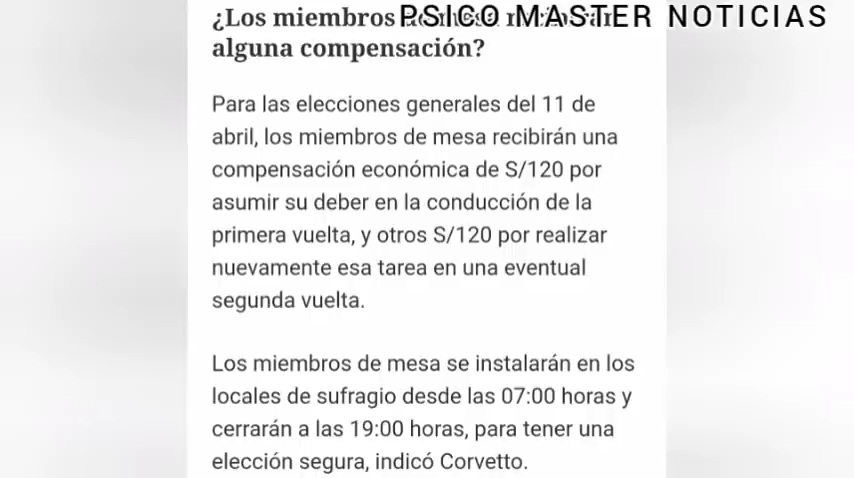 PSICO MASTER NOTICIAS
¿Los miembros
alguna compensación?
Para las elecciones generales del 11 de
abril, los miembros de mesa recibirán una
compensación económica de S/120 por
asumir su deber en la conducción de la
primera vuelta, y otros S/120 por realizar
nuevamente esa tarea en una eventual
segunda vuelta.
Los miembros de mesa se instalarán en los
locales de sufragio desde las 07:00 horas y
cerrarán a las 19:00 horas, para tener una
elección segura, indicó Corvetto.